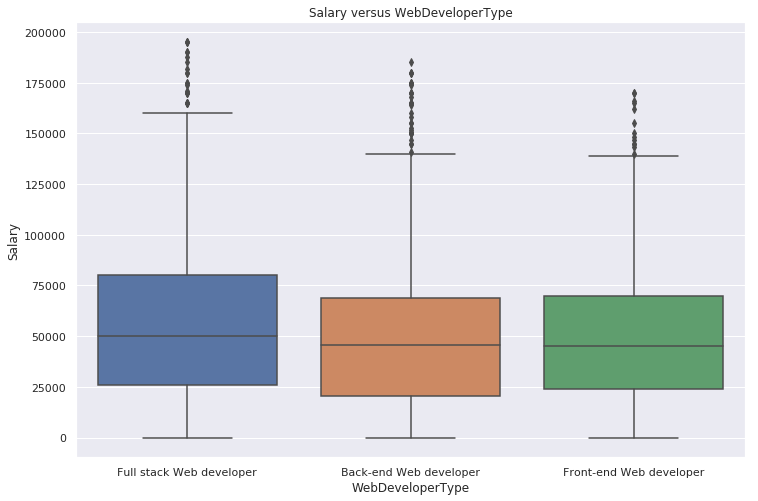 Salary versus WebDeveloperType
200000
175000
150000
125000
100000
75000
50000
25000
0
Salary
Full stack Web developer
Back-end Web developer
Front-end Web developer
WebDeveloperType